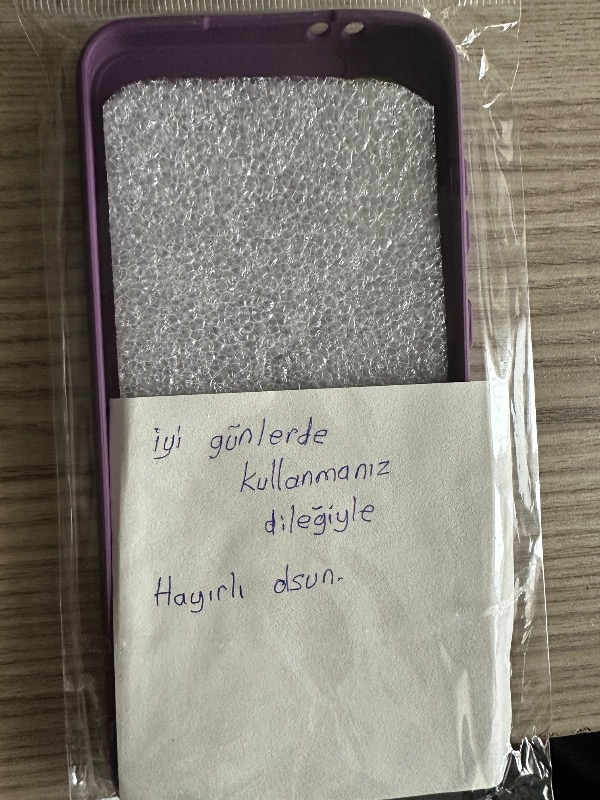 iyi günlerde
kullanmanız
dileğiyle
Hayırlı olsun.